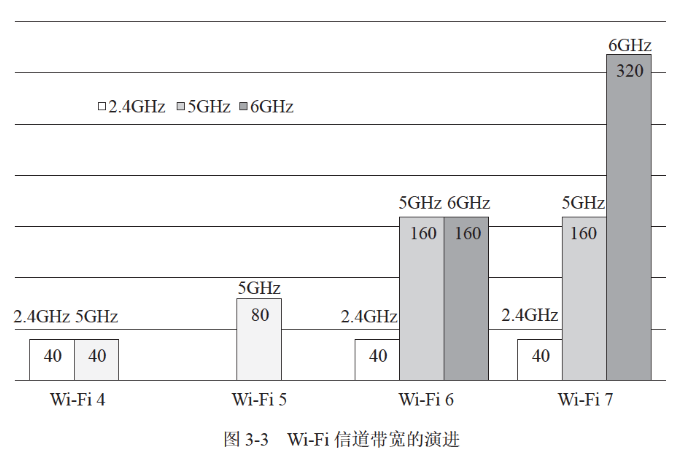 6GHz
320
2.4GHz 5GHz 6GHz
5GHz 6GHz 5GHz
160 160 160
5GHz
2.4GHz 5GHz 80 2.4GHz 2.4GHz
40 40 40 40
Wi-Fi 4 Wi-Fi 5 Wi-Fi 6 Wi-Fi 7
图 3-3 Wi-Fi 信道带宽的演进